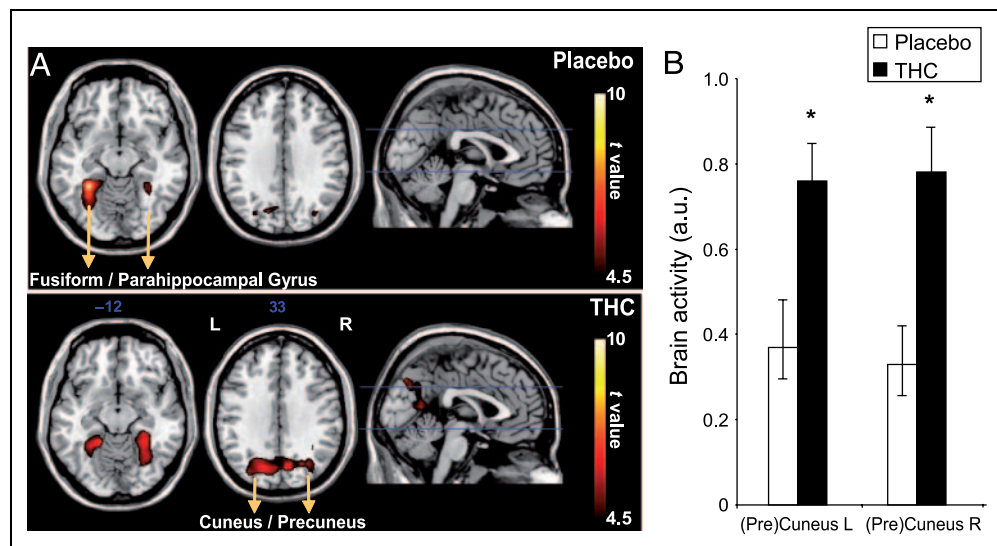 A
Placebo
10
t value
4.5
Fusiform / Parahippocampal Gyrus
–12
L
33
R
THC
10
t value
4.5
Cuneus / Precuneus
B
Placebo
THC
1.0
0.8
0.6
0.4
0.2
0
Brain activity (a.u.)
*
*
(Pre)Cuneus L
(Pre)Cuneus R